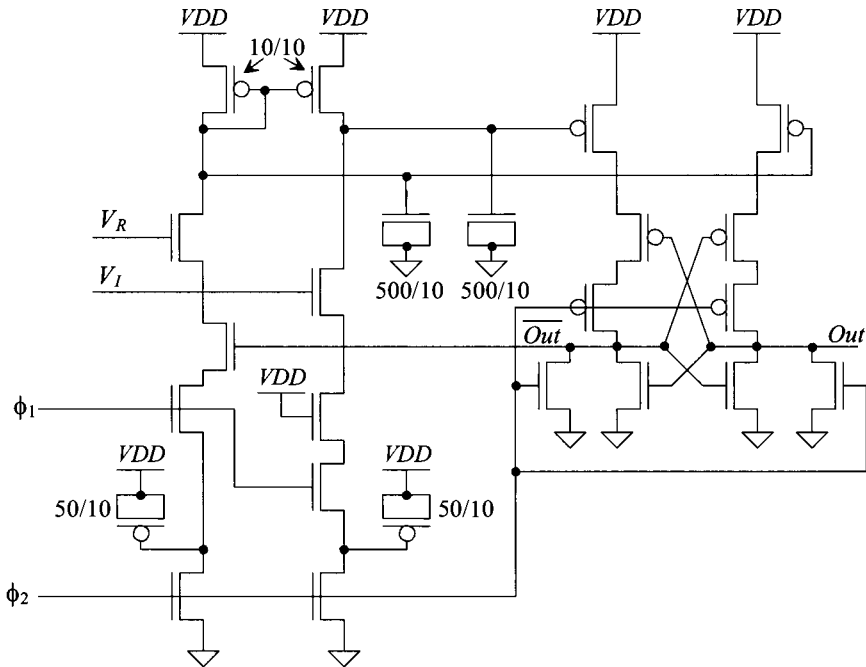 VDD
VDD
VDD
VDD
10/10
V_R
V_I
500/10
500/10
Out
Out
VDD
ϕ₁
VDD
VDD
50/10
50/10
ϕ₂